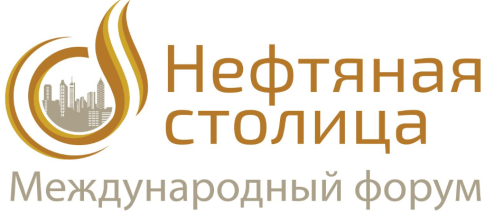 Нефтяная
столица
Международный форум